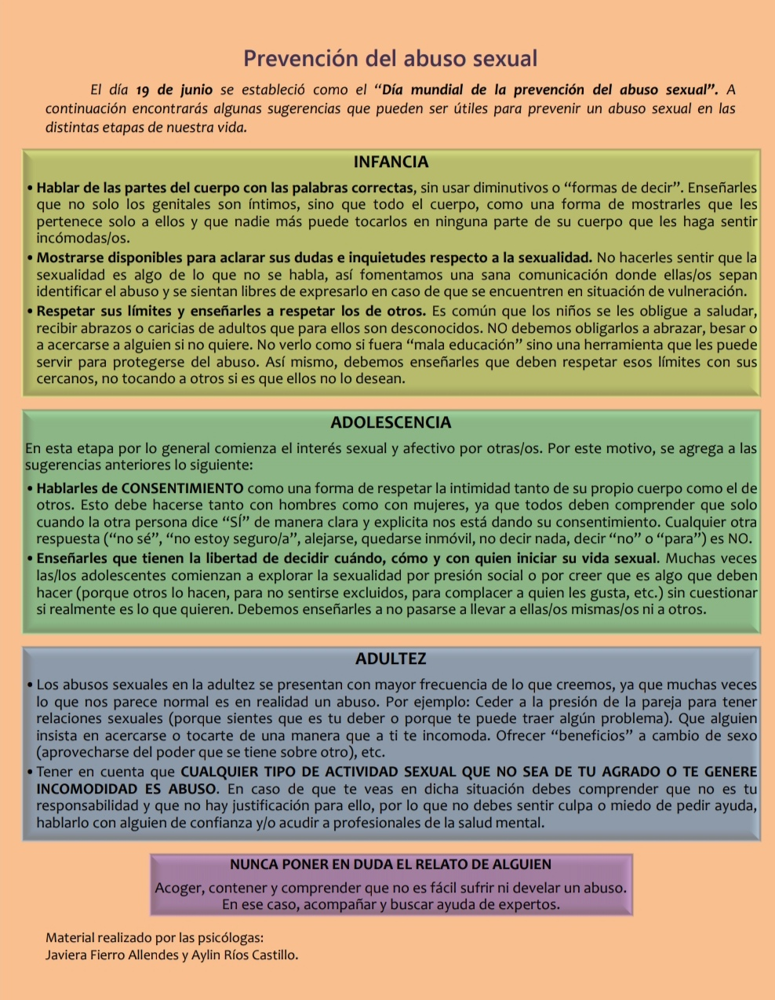 Prevención del abuso sexual
El día 19 de junio se estableció como el “Día mundial de la prevención del abuso sexual”. A
continuación encontrarás algunas sugerencias que pueden ser útiles para prevenir un abuso sexual en las
distintas etapas de nuestra vida.
INFANCIA
• Hablar de las partes del cuerpo con las palabras correctas, sin usar diminutivos o “formas de decir”. Enseñarles
que no solo los genitales son íntimos, sino que todo el cuerpo, como una forma de mostrarles que les
pertenece solo a ellos y que nadie más puede tocarlos en ninguna parte de su cuerpo que les haga sentir
incómodas/os.
• Mostrarse disponibles para aclarar sus dudas e inquietudes respecto a la sexualidad. No hacerles sentir que la
sexualidad es algo de lo que no se habla, así fomentamos una sana comunicación donde ellas/os sepan
identificar el abuso y se sientan libres de expresarlo en caso de que se encuentren en situación de vulneración.
• Respetar sus límites y enseñarles a respetar los de otros. Es común que los niños se les obligue a saludar,
recibir abrazos o caricias de adultos que para ellos son desconocidos. NO debemos obligarlos a abrazar, besar o
a acercarse a alguien si no quiere. No verlo como si fuera “mala educación” sino una herramienta que les puede
servir para protegerse del abuso. Así mismo, debemos enseñarles que deben respetar esos límites con sus
cercanos, no tocando a otros si es que ellos no lo desean.
ADOLESCENCIA
En esta etapa por lo general comienza el interés sexual y afectivo por otras/os. Por este motivo, se agrega a las
sugerencias anteriores lo siguiente:
• Hablarles de CONSENTIMIENTO como una forma de respetar la intimidad tanto de su propio cuerpo como el de
otros. Esto debe hacerse tanto con hombres como con mujeres, ya que todos deben comprender que solo
cuando la otra persona dice “SÍ” de manera clara y explicita nos está dando su consentimiento. Cualquier otra
respuesta (“no sé”, “no estoy seguro/a”, alejarse, quedarse inmóvil, no decir nada, decir “no” o “para”) es NO.
• Enseñarles que tienen la libertad de decidir cuándo, cómo y con quien iniciar su vida sexual. Muchas veces
las/los adolescentes comienzan a explorar la sexualidad por presión social o por creer que es algo que deben
hacer (porque otros lo hacen, para no sentirse excluidos, para complacer a quien les gusta, etc.) sin cuestionar
si realmente es lo que quieren. Debemos enseñarles a no pasarse a llevar a ellas/os mismas/os ni a otros.
ADULTEZ
• Los abusos sexuales en la adultez se presentan con mayor frecuencia de lo que creemos, ya que muchas veces
lo que nos parece normal es en realidad un abuso. Por ejemplo: Ceder a la presión de la pareja para tener
relaciones sexuales (porque sientes que es tu deber o porque te puede traer algún problema). Que alguien
insista en acercarse o tocarte de una manera que a ti te incomoda. Ofrecer “beneficios” a cambio de sexo
(aprovecharse del poder que se tiene sobre otro), etc.
• Tener en cuenta que CUALQUIER TIPO DE ACTIVIDAD SEXUAL QUE NO SEA DE TU AGRADO O TE GENERE
INCOMODIDAD ES ABUSO. En caso de que te veas en dicha situación debes comprender que no es tu
responsabilidad y que no hay justificación para ello, por lo que no debes sentir culpa o miedo de pedir ayuda,
hablarlo con alguien de confianza y/o acudir a profesionales de la salud mental.
NUNCA PONER EN DUDA EL RELATO DE ALGUIEN
Acoger, contener y comprender que no es fácil sufrir ni develar un abuso.
En ese caso, acompañar y buscar ayuda de expertos.
Material realizado por las psicólogas:
Javiera Fierro Allendes y Aylin Ríos Castillo.